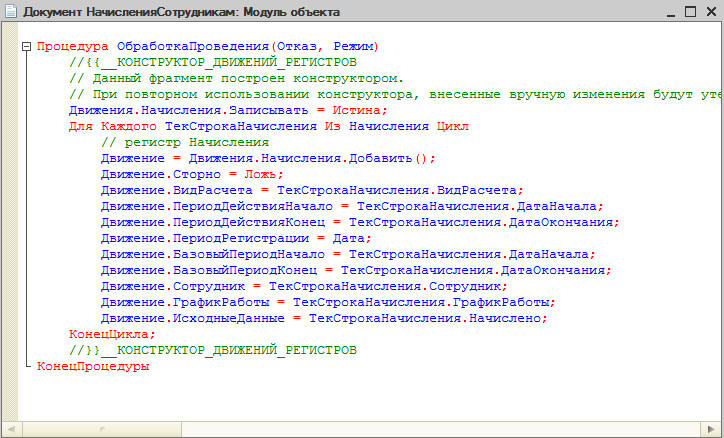 Документ НачисленияСотрудникам: Модуль объекта
Процедура ОбработкаПроведения(Отказ, Режим)
//{{__КОНСТРУКТОР_ДВИЖЕНИЙ_РЕГИСТРОВ
// Данный фрагмент построен конструктором.
// При повторном использовании конструктора, внесенные вручную изменения будут уте
Движения.Начисления.Записывать = Истина;
Для Каждого ТекСтрокаНачисления Из Начисления Цикл
// регистр Начисления
Движение = Движения.Начисления.Добавить();
Движение.Сторно = Ложь;
Движение.ВидРасчета = ТекСтрокаНачисления.ВидРасчета;
Движение.ПериодДействияНачало = ТекСтрокаНачисления.ДатаНачала;
Движение.ПериодДействияКонец = ТекСтрокаНачисления.ДатаОкончания;
Движение.ПериодРегистрации = Дата;
Движение.БазовыйПериодНачало = ТекСтрокаНачисления.ДатаНачала;
Движение.БазовыйПериодКонец = ТекСтрокаНачисления.ДатаОкончания;
Движение.Сотрудник = ТекСтрокаНачисления.Сотрудник;
Движение.ГрафикРаботы = ТекСтрокаНачисления.ГрафикРаботы;
Движение.ИсходныеДанные = ТекСтрокаНачисления.Начислено;
КонецЦикла;
//}}__КОНСТРУКТОР_ДВИЖЕНИЙ_РЕГИСТРОВ
КонецПроцедуры